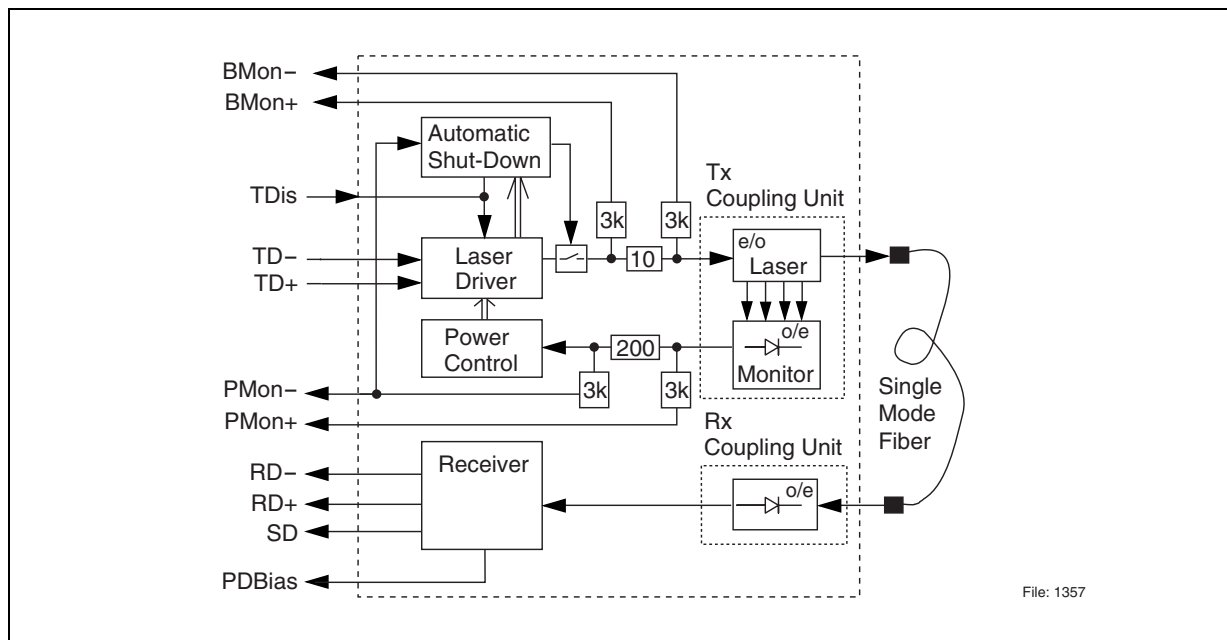 BMon−
BMon+
Automatic
Shut-Down
TDis
TD−
TD+
Laser
Driver
3k
3k
10
Tx
Coupling Unit
e/o
Laser
Power
Control
200
3k
3k
o/e
Monitor
PMon−
PMon+
Single
Mode
Fiber
Rx
Coupling Unit
o/e
Receiver
RD−
RD+
SD
PDBias
File: 1357